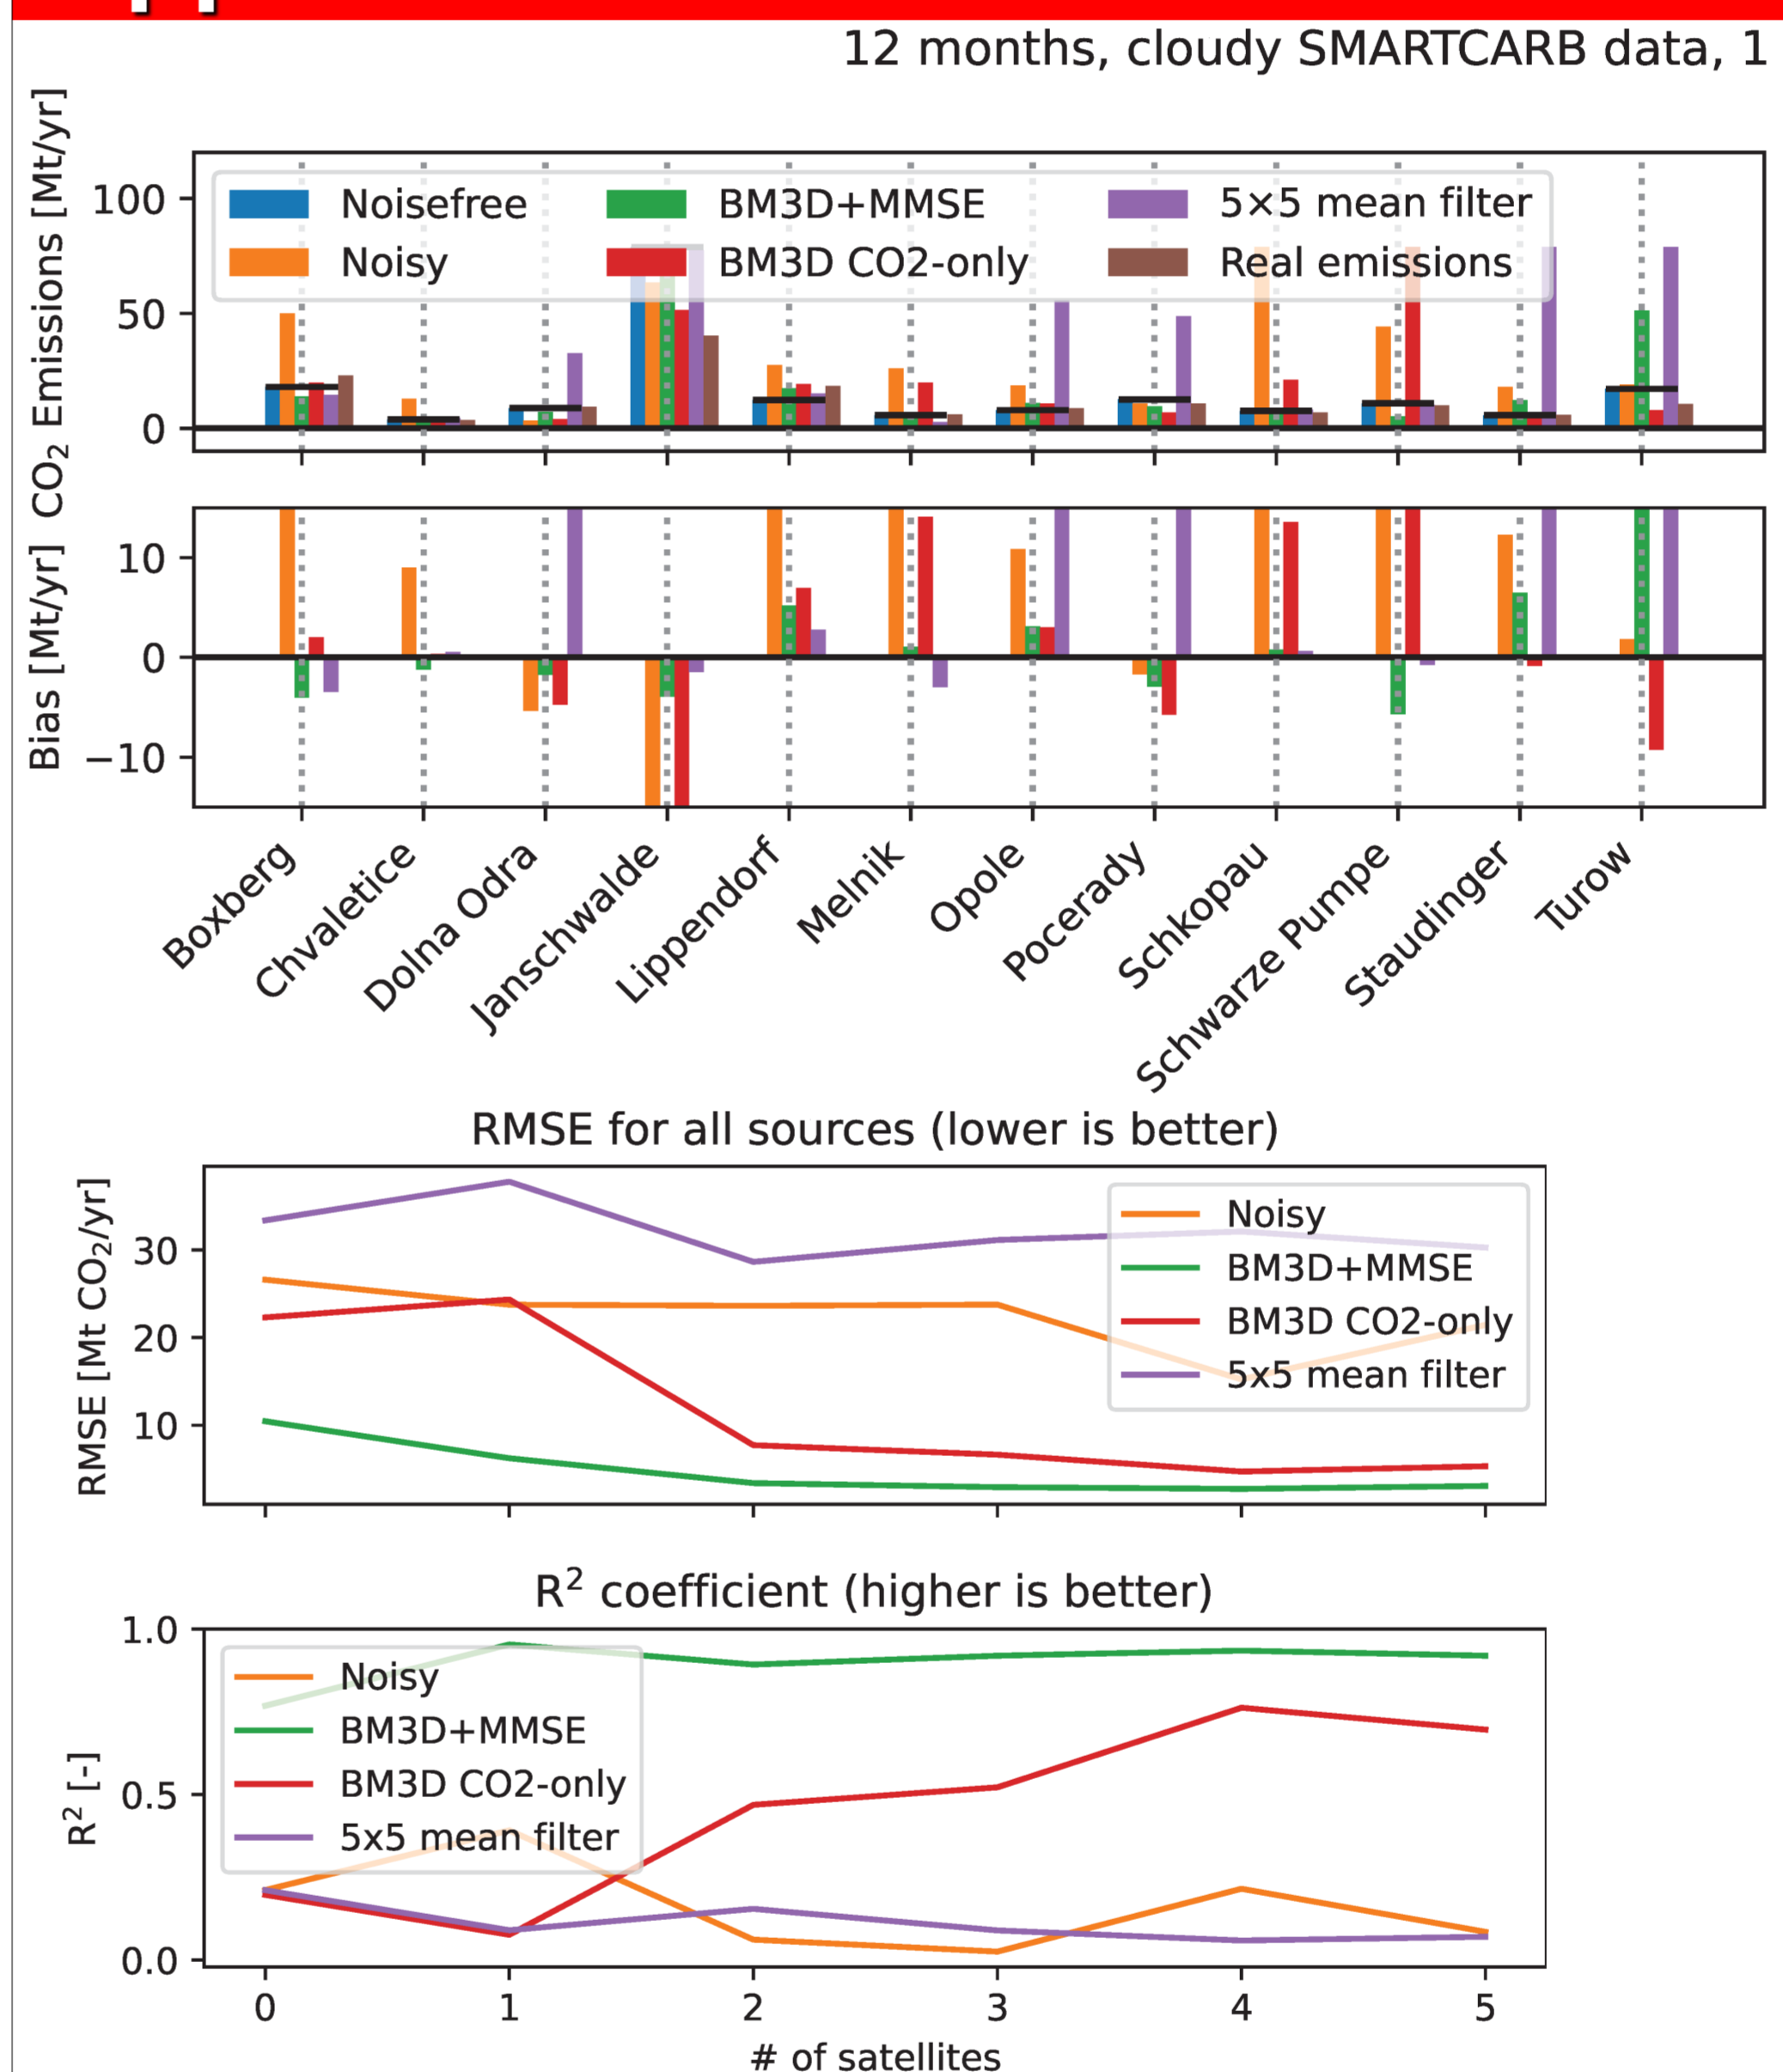 12 months, cloudy SMARTCARB data, 1
CO₂ Emissions [Mt/yr]
100
50
0
Noisefree
Noisy
BM3D+MMSE
BM3D CO2-only
5×5 mean filter
Real emissions
Bias [Mt/yr]
10
0
−10
Boxberg
Chvaletice
Dolna Odra
Janschwalde
Lippendorf
Melnik
Opole
Pocerady
Schkopau
Schwarze Pumpe
Staudinger
Turow
RMSE for all sources (lower is better)
RMSE [Mt CO₂/yr]
30
20
10
Noisy
BM3D+MMSE
BM3D CO2-only
5x5 mean filter
R² coefficient (higher is better)
R² [-]
1.0
0.5
0.0
Noisy
BM3D+MMSE
BM3D CO2-only
5x5 mean filter
0 1 2 3 4 5
# of satellites